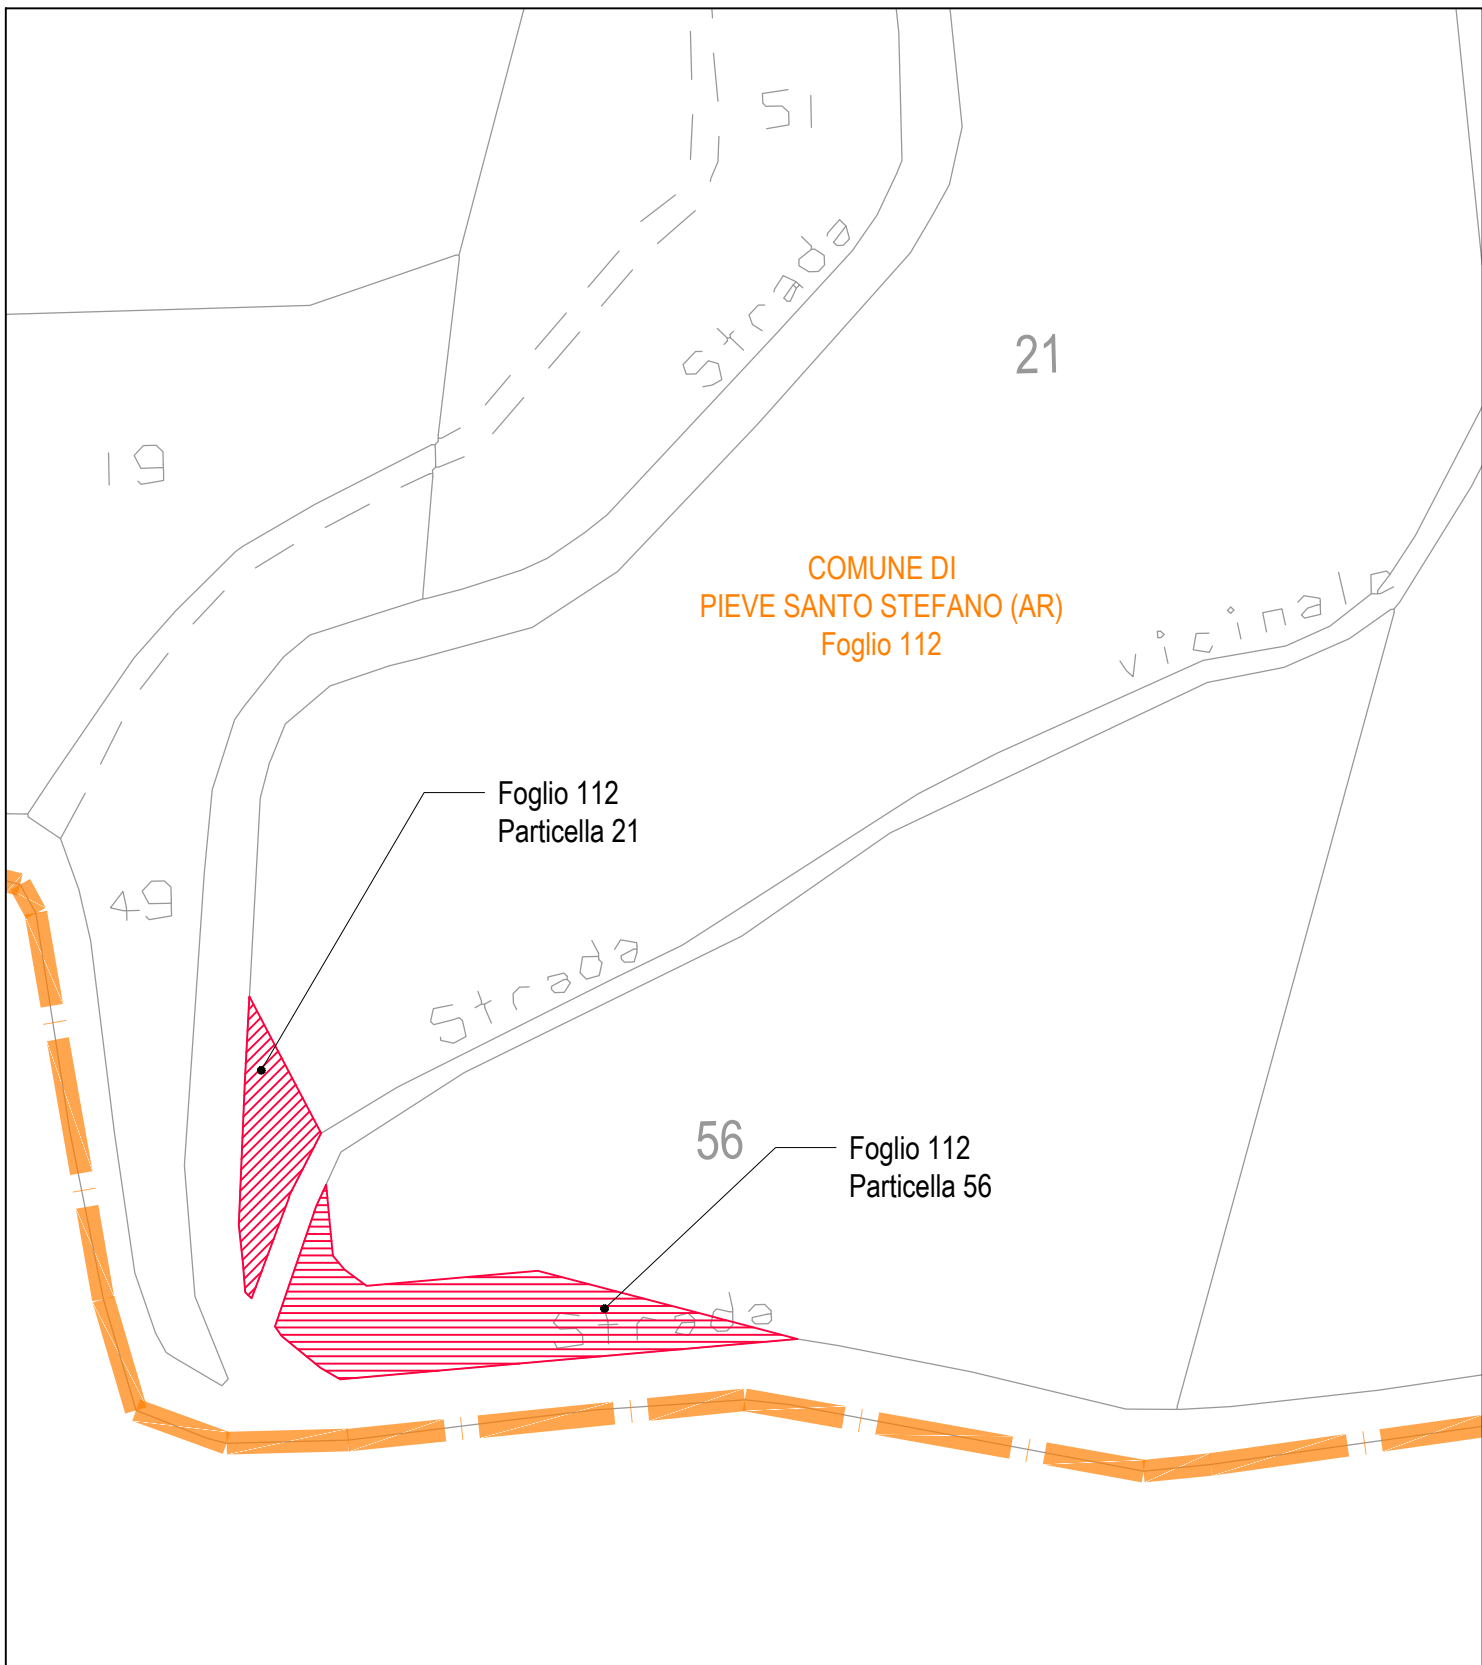 51
Strada
21
19
COMUNE DI
PIEVE SANTO STEFANO (AR)
Foglio 112
vicinale
Foglio 112
Particella 21
49
Strada
56
Foglio 112
Particella 56
Strada